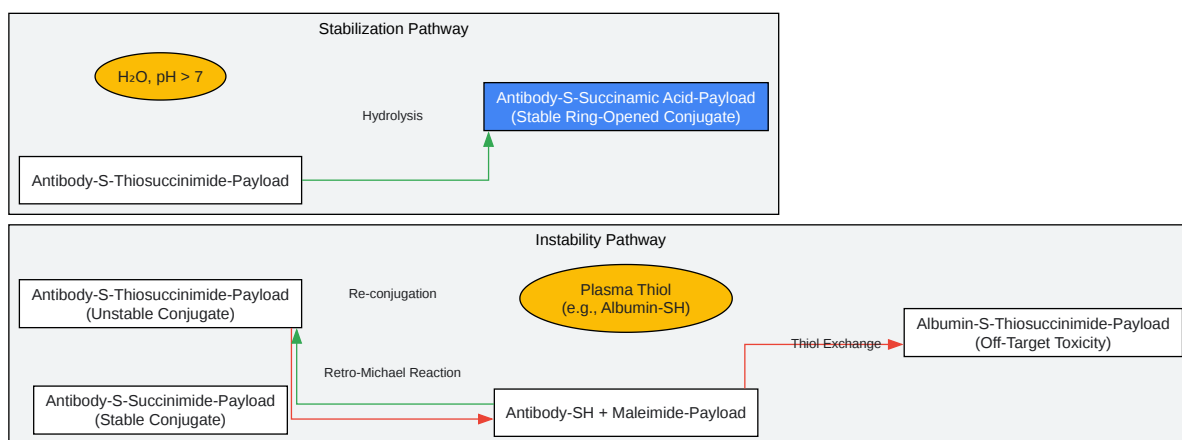 Stabilization Pathway
H₂O, pH > 7
Antibody-S-Succinamic Acid-Payload
(Stable Ring-Opened Conjugate)
Hydrolysis
Antibody-S-Thiosuccinimide-Payload
Instability Pathway
Antibody-S-Thiosuccinimide-Payload
(Unstable Conjugate)
Re-conjugation
Plasma Thiol
(e.g., Albumin-SH)
Albumin-S-Thiosuccinimide-Payload
(Off-Target Toxicity)
Thiol Exchange
Retro-Michael Reaction
Antibody-S-Succinimide-Payload
(Stable Conjugate)
Antibody-SH + Maleimide-Payload